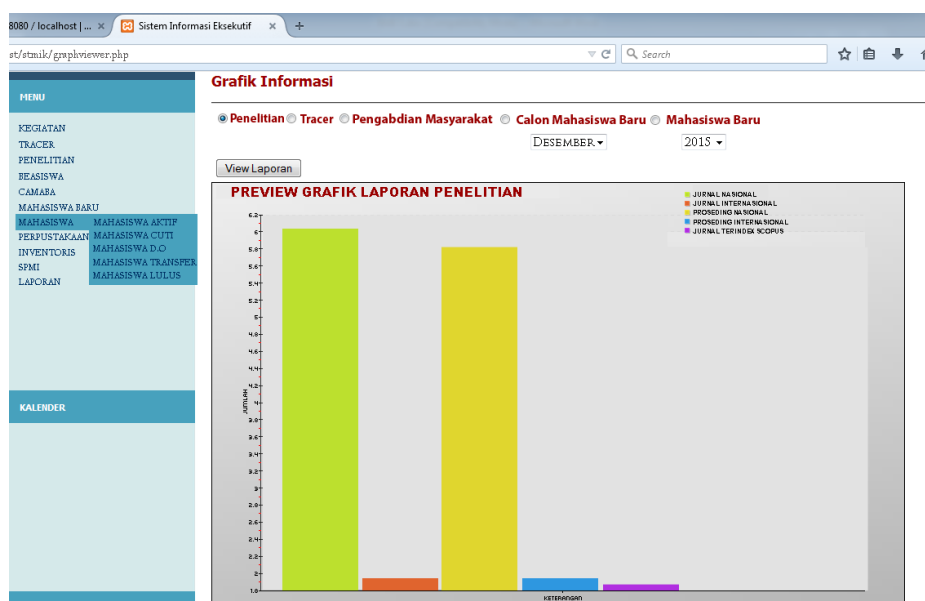 8080 / localhost | ... × Sistem Informasi Eksekutif × +
st/stmik/graphviewer.php
Search
Grafik Informasi
MENU
Penelitian Tracer Pengabdian Masyarakat Calon Mahasiswa Baru Mahasiswa Baru
DESEMBER 2015
View Laporan
KEGIATAN
TRACER
PENELITIAN
BEASISWA
CAMABA
MAHASISWA BARU
MAHASISWA
PERPUSTAKAAN
INVENTORIS
SPMI
LAPORAN
MAHASISWA AKTIF
MAHASISWA CUTI
MAHASISWA D.O
MAHASISWA TRANSFER
MAHASISWA LULUS
KALENDER
PREVIEW GRAFIK LAPORAN PENELITIAN
JURNAL NASIONAL
JURNAL INTERNASIONAL
PROSEDING NASIONAL
PROSEDING INTERNASIONAL
JURNAL TERINDEX SCOPUS
6.2
6
5.8
5.6
5.4
5.2
5
4.8
4.6
4.4
4.2
4
3.8
3.6
3.4
3.2
3
2.8
2.6
2.4
2.2
2
1.8
JUMLAH
KETERANGAN